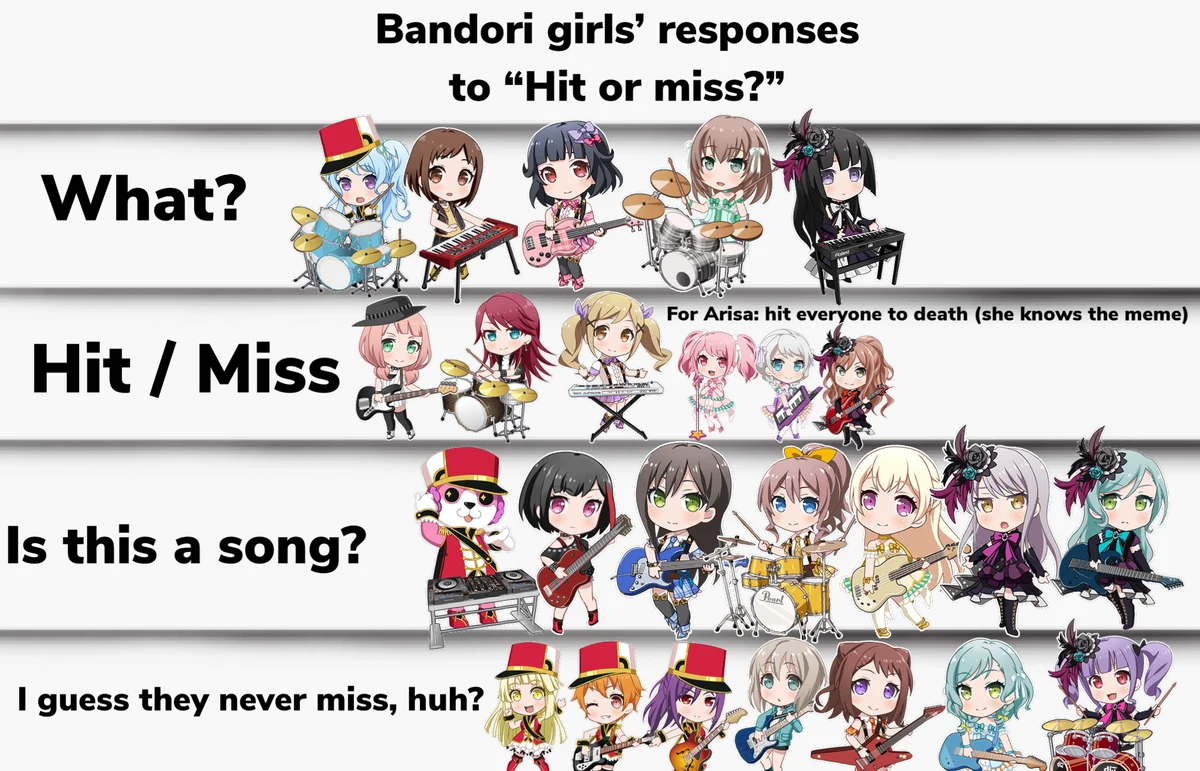 Bandori girls’ responses
to “Hit or miss?”
What?
For Arisa: hit everyone to death (she knows the meme)
Hit / Miss
Is this a song?
Pearl
I guess they never miss, huh?